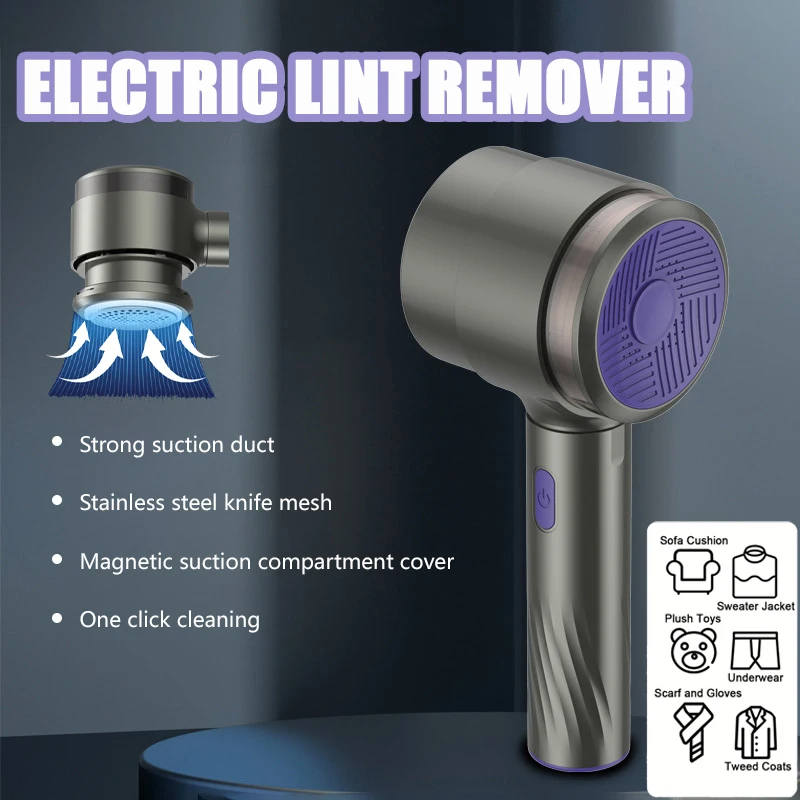 ELECTRIC LINT REMOVER
Strong suction duct
Stainless steel knife mesh
Magnetic suction compartment cover
One click cleaning
Sofa Cushion
Sweater Jacket
Plush Toys
Underwear
Scarf and Gloves
Tweed Coats